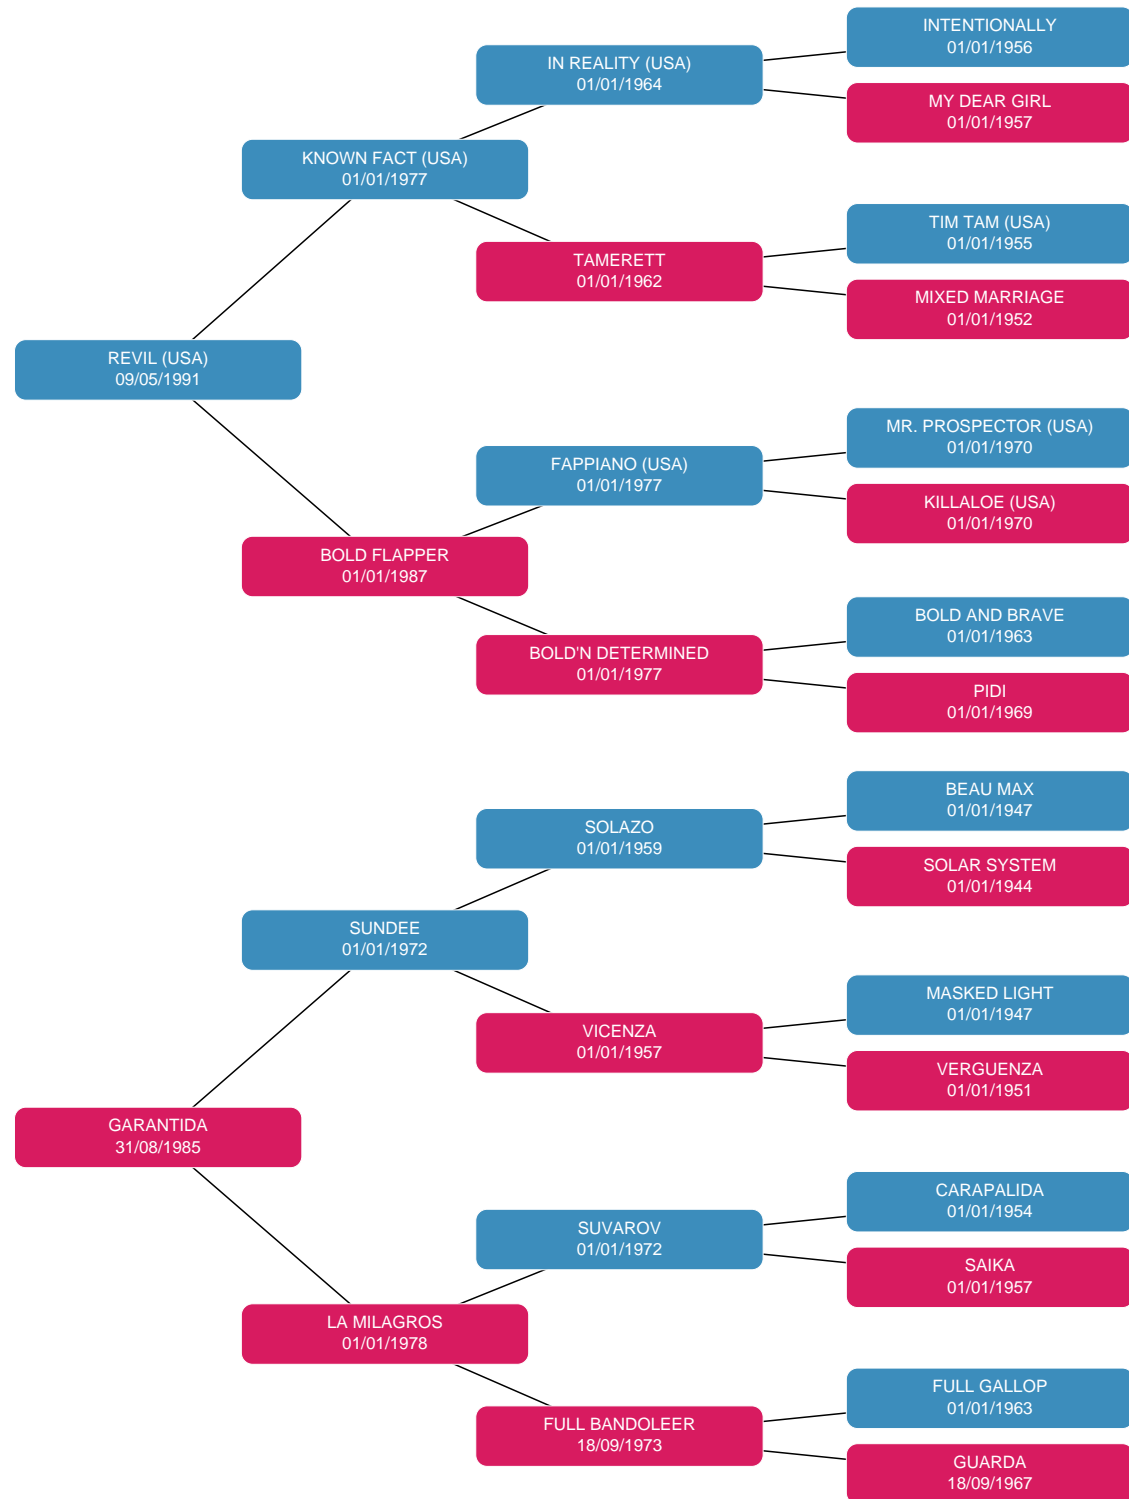 INTENTIONALLY
01/01/1956
IN REALITY (USA)
01/01/1964
MY DEAR GIRL
01/01/1957
KNOWN FACT (USA)
01/01/1977
TIM TAM (USA)
01/01/1955
TAMERETT
01/01/1962
MIXED MARRIAGE
01/01/1952
REVIL (USA)
09/05/1991
MR. PROSPECTOR (USA)
01/01/1970
FAPPIANO (USA)
01/01/1977
KILLALOE (USA)
01/01/1970
BOLD FLAPPER
01/01/1987
BOLD AND BRAVE
01/01/1963
BOLD'N DETERMINED
01/01/1977
PIDI
01/01/1969
BEAU MAX
01/01/1947
SOLAZO
01/01/1959
SOLAR SYSTEM
01/01/1944
SUNDEE
01/01/1972
MASKED LIGHT
01/01/1947
VICENZA
01/01/1957
VERGUENZA
01/01/1951
GARANTIDA
31/08/1985
CARAPALIDA
01/01/1954
SUVAROV
01/01/1972
SAIKA
01/01/1957
LA MILAGROS
01/01/1978
FULL GALLOP
01/01/1963
FULL BANDOLEER
18/09/1973
GUARDA
18/09/1967